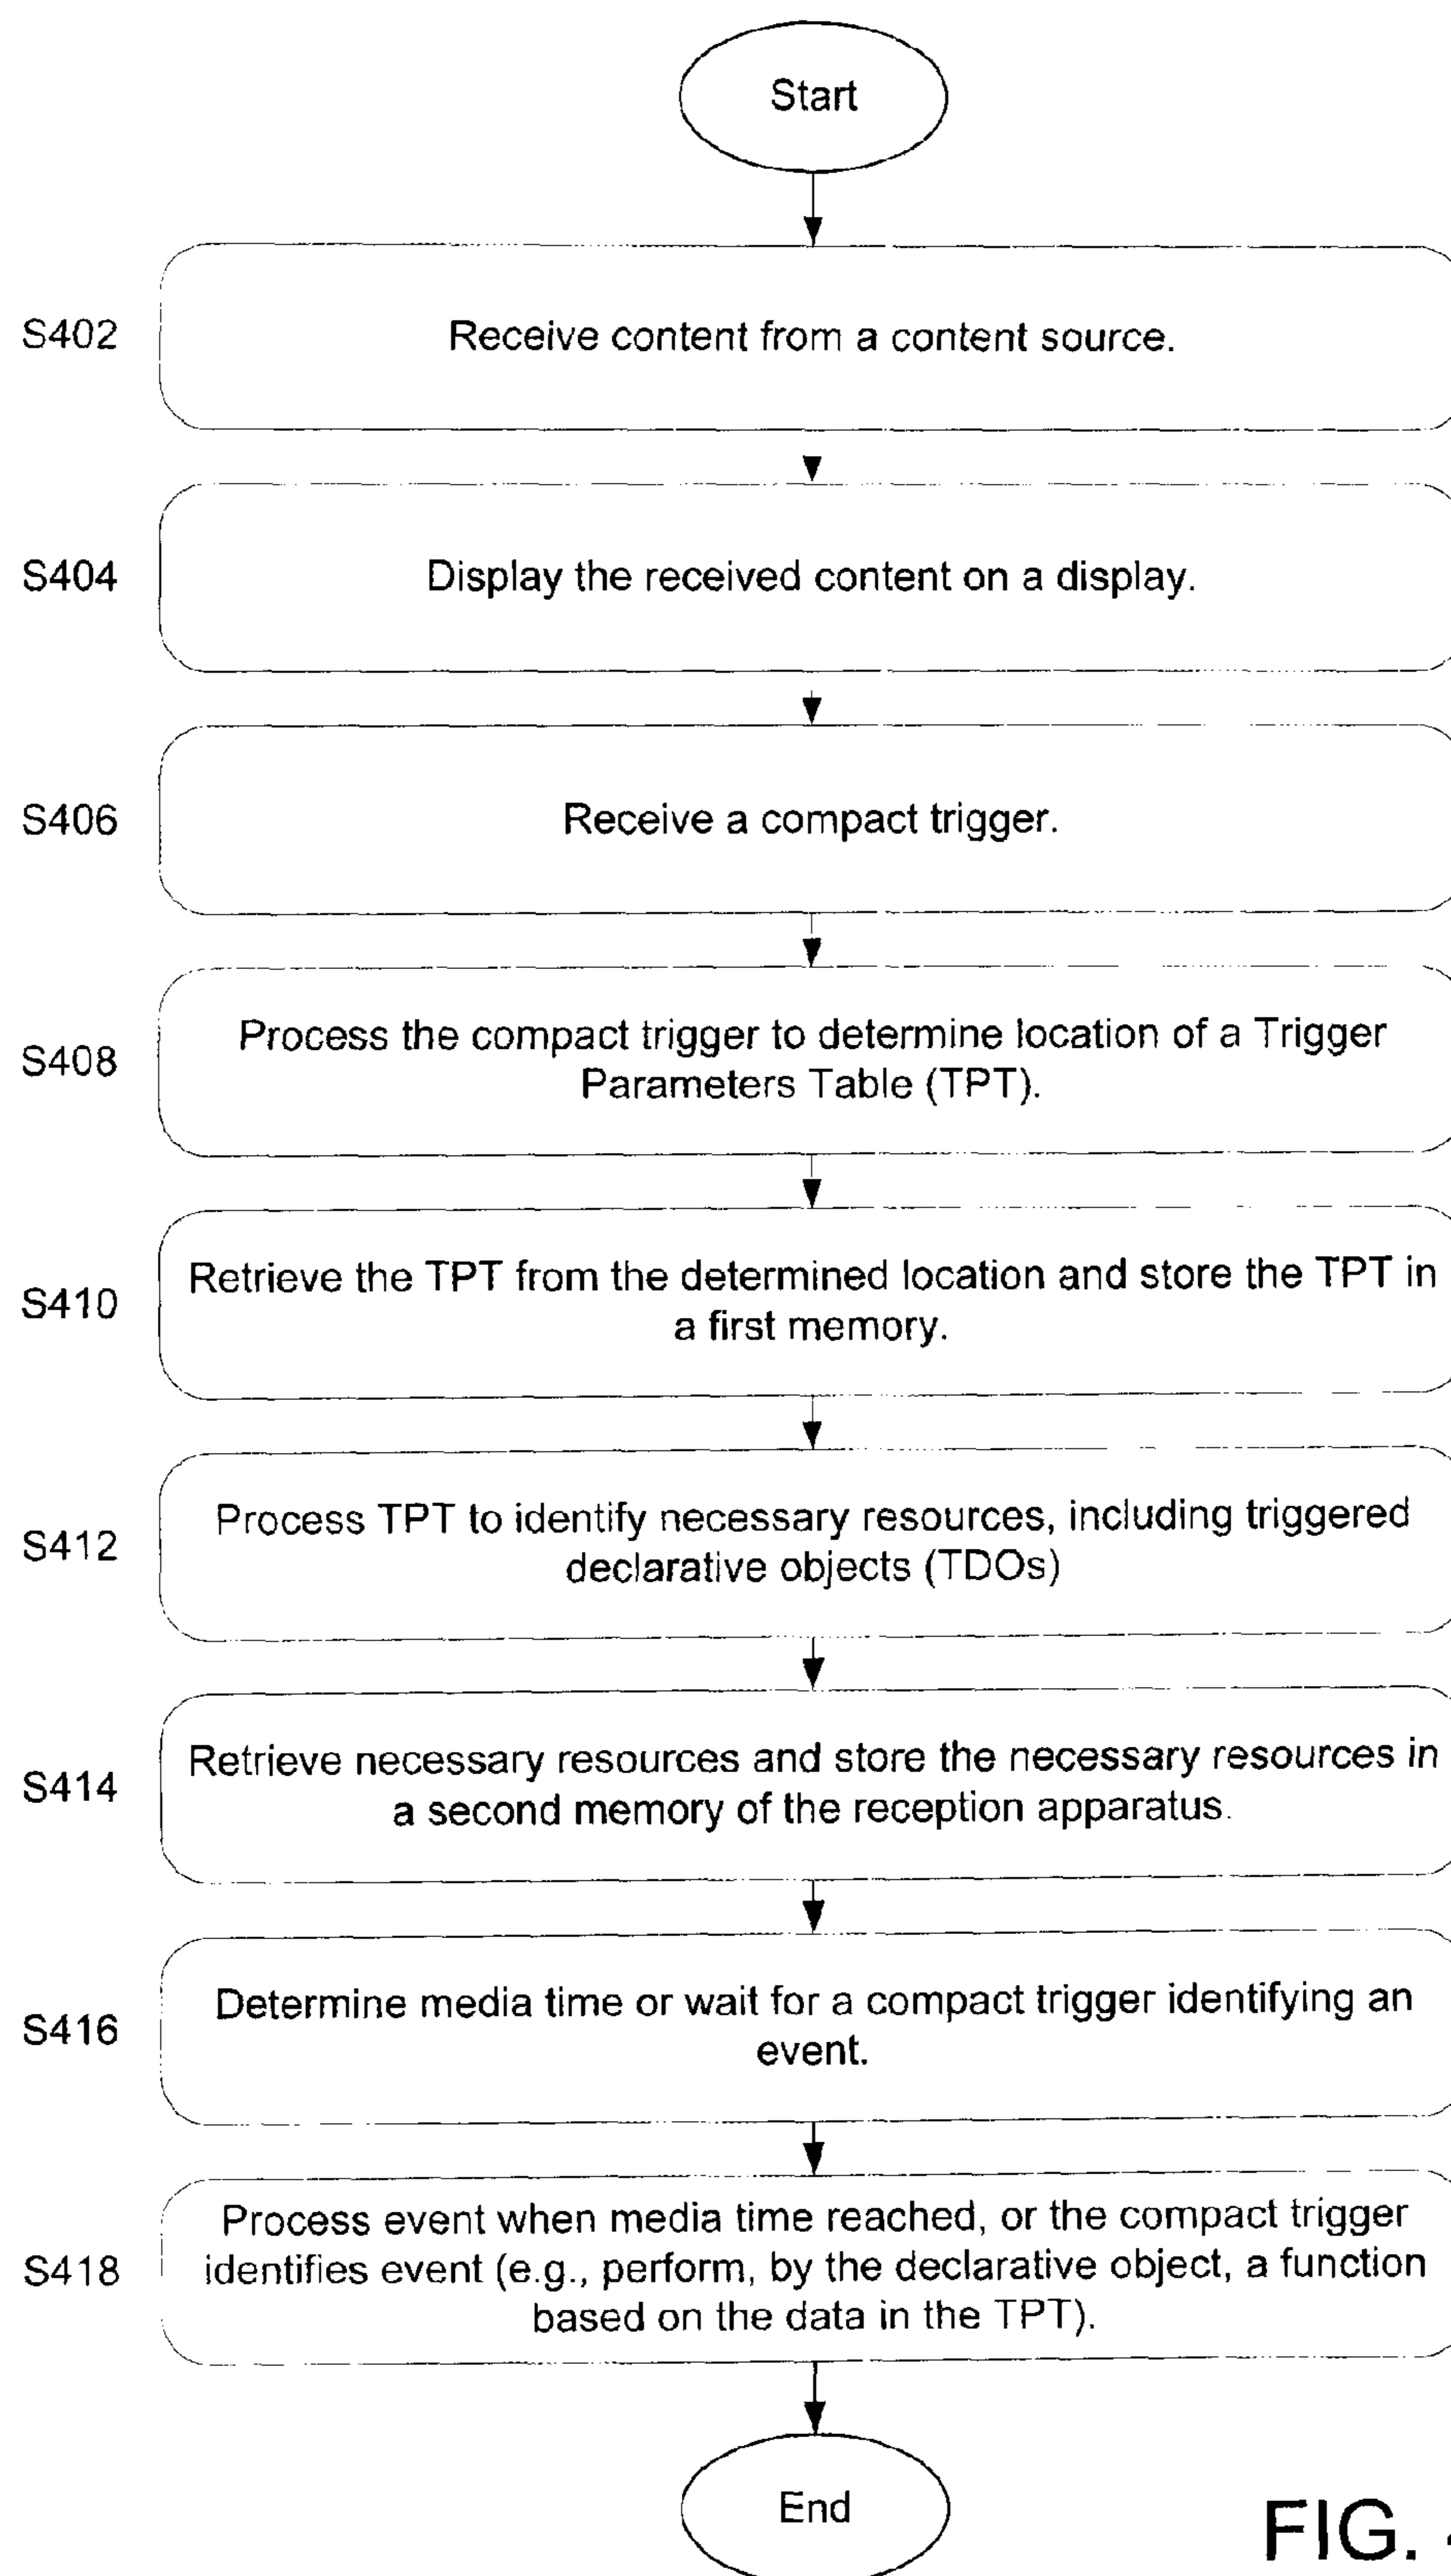 Start
S402
Receive content from a content source.
S404
Display the received content on a display.
S406
Receive a compact trigger.
S408
Process the compact trigger to determine location of a Trigger
Parameters Table (TPT).
S410
Retrieve the TPT from the determined location and store the TPT in
a first memory.
S412
Process TPT to identify necessary resources, including triggered
declarative objects (TDOs)
S414
Retrieve necessary resources and store the necessary resources in
a second memory of the reception apparatus.
S416
Determine media time or wait for a compact trigger identifying an
event.
S418
Process event when media time reached, or the compact trigger
identifies event (e.g., perform, by the declarative object, a function
based on the data in the TPT).
End
FIG.